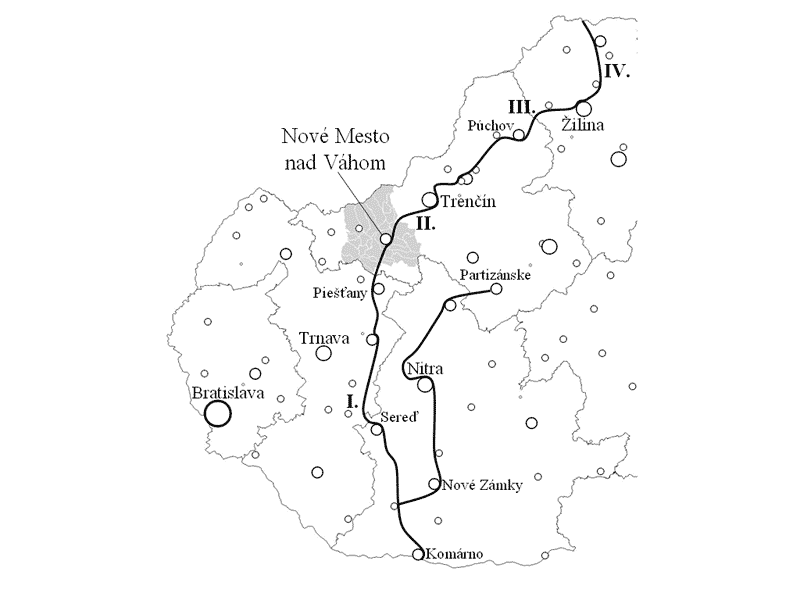 IV.
III.
Púchov
Žilina
Nové Mesto
nad Váhom
Trenčín
II.
Partizánske
Piešťany
Trnava
Nitra
Bratislava
I.
Sereď
Nové Zámky
Komárno